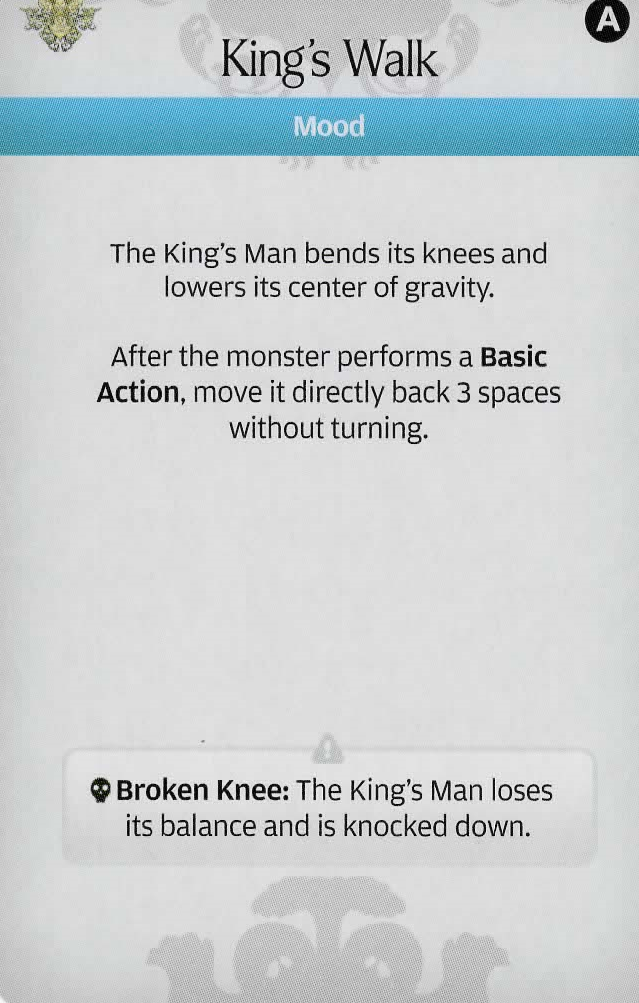 A
King's Walk
Mood
The King's Man bends its knees and
lowers its center of gravity.
After the monster performs a Basic
Action, move it directly back 3 spaces
without turning.
Broken Knee: The King's Man loses
its balance and is knocked down.